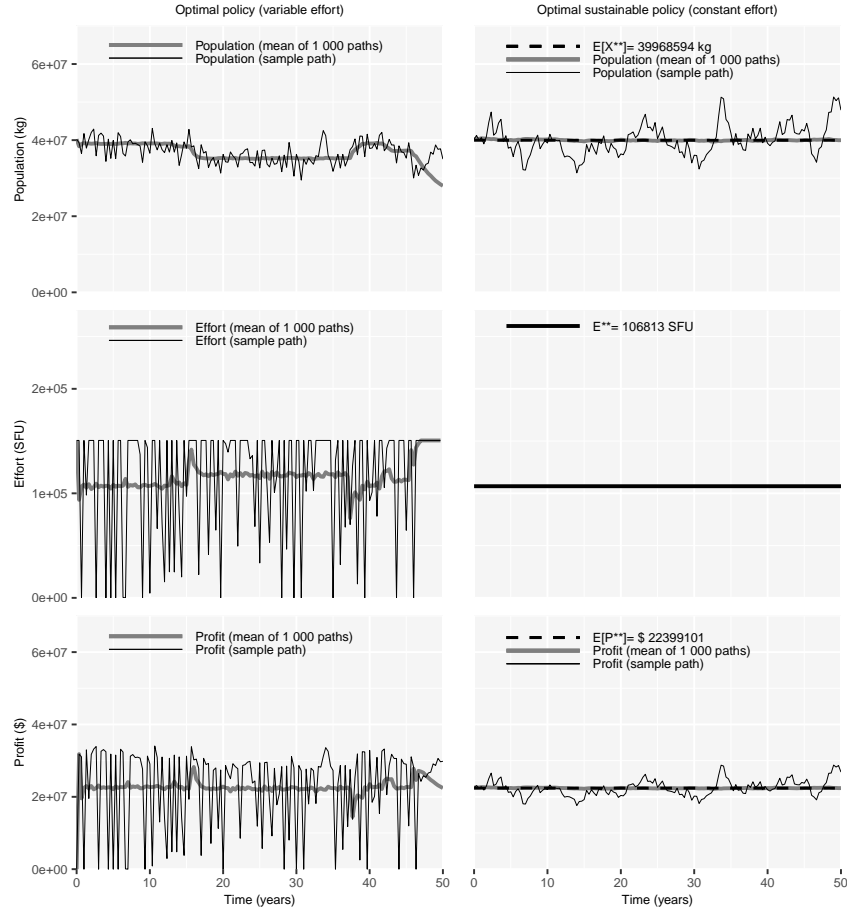 Optimal policy (variable effort)
Optimal sustainable policy (constant effort)
Population (kg)
6e+07
4e+07
2e+07
0e+00
Population (mean of 1 000 paths)
Population (sample path)
E[X**]= 39968594 kg
Population (mean of 1 000 paths)
Population (sample path)
Effort (SFU)
2e+05
1e+05
0e+00
Effort (mean of 1 000 paths)
Effort (sample path)
E**= 106813 SFU
Profit ($)
6e+07
4e+07
2e+07
0e+00
Profit (mean of 1 000 paths)
Profit (sample path)
E[P**]= $ 22399101
Profit (mean of 1 000 paths)
Profit (sample path)
0 10 20 30 40 50
Time (years)
0 10 20 30 40 50
Time (years)